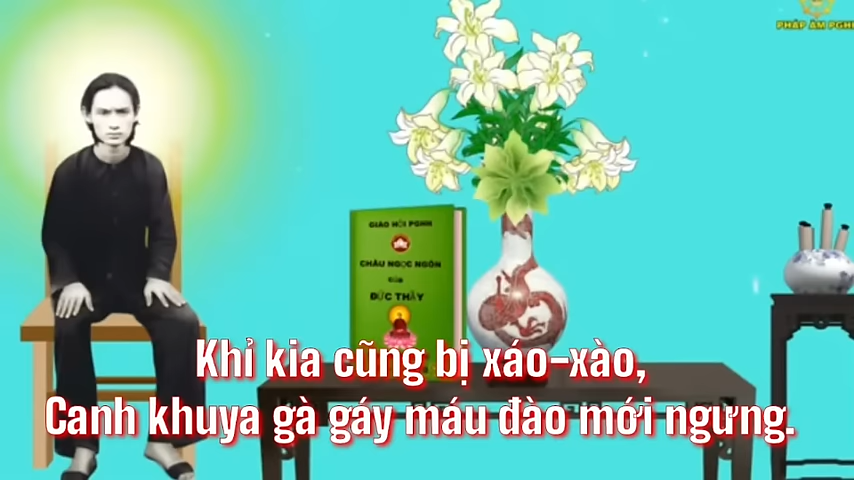 PHÁP ÂM PGHH
GIÁO HỘI PGHH
CHÂU NGỌC NGÔN
CỦA
ĐỨC THẦY
Khỉ kia cũng bị xáo-xào,
Canh khuya gà gáy máu đào mới ngưng.